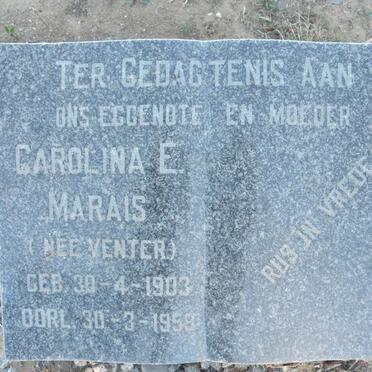 TER GEDAGTENIS AAN
ONS EGGENOTE EN MOEDER
CAROLINA E.
MARAIS
(NEE VENTER)
GEB. 30-4-1903
OORL. 30-3-1959
RUS IN VREDE